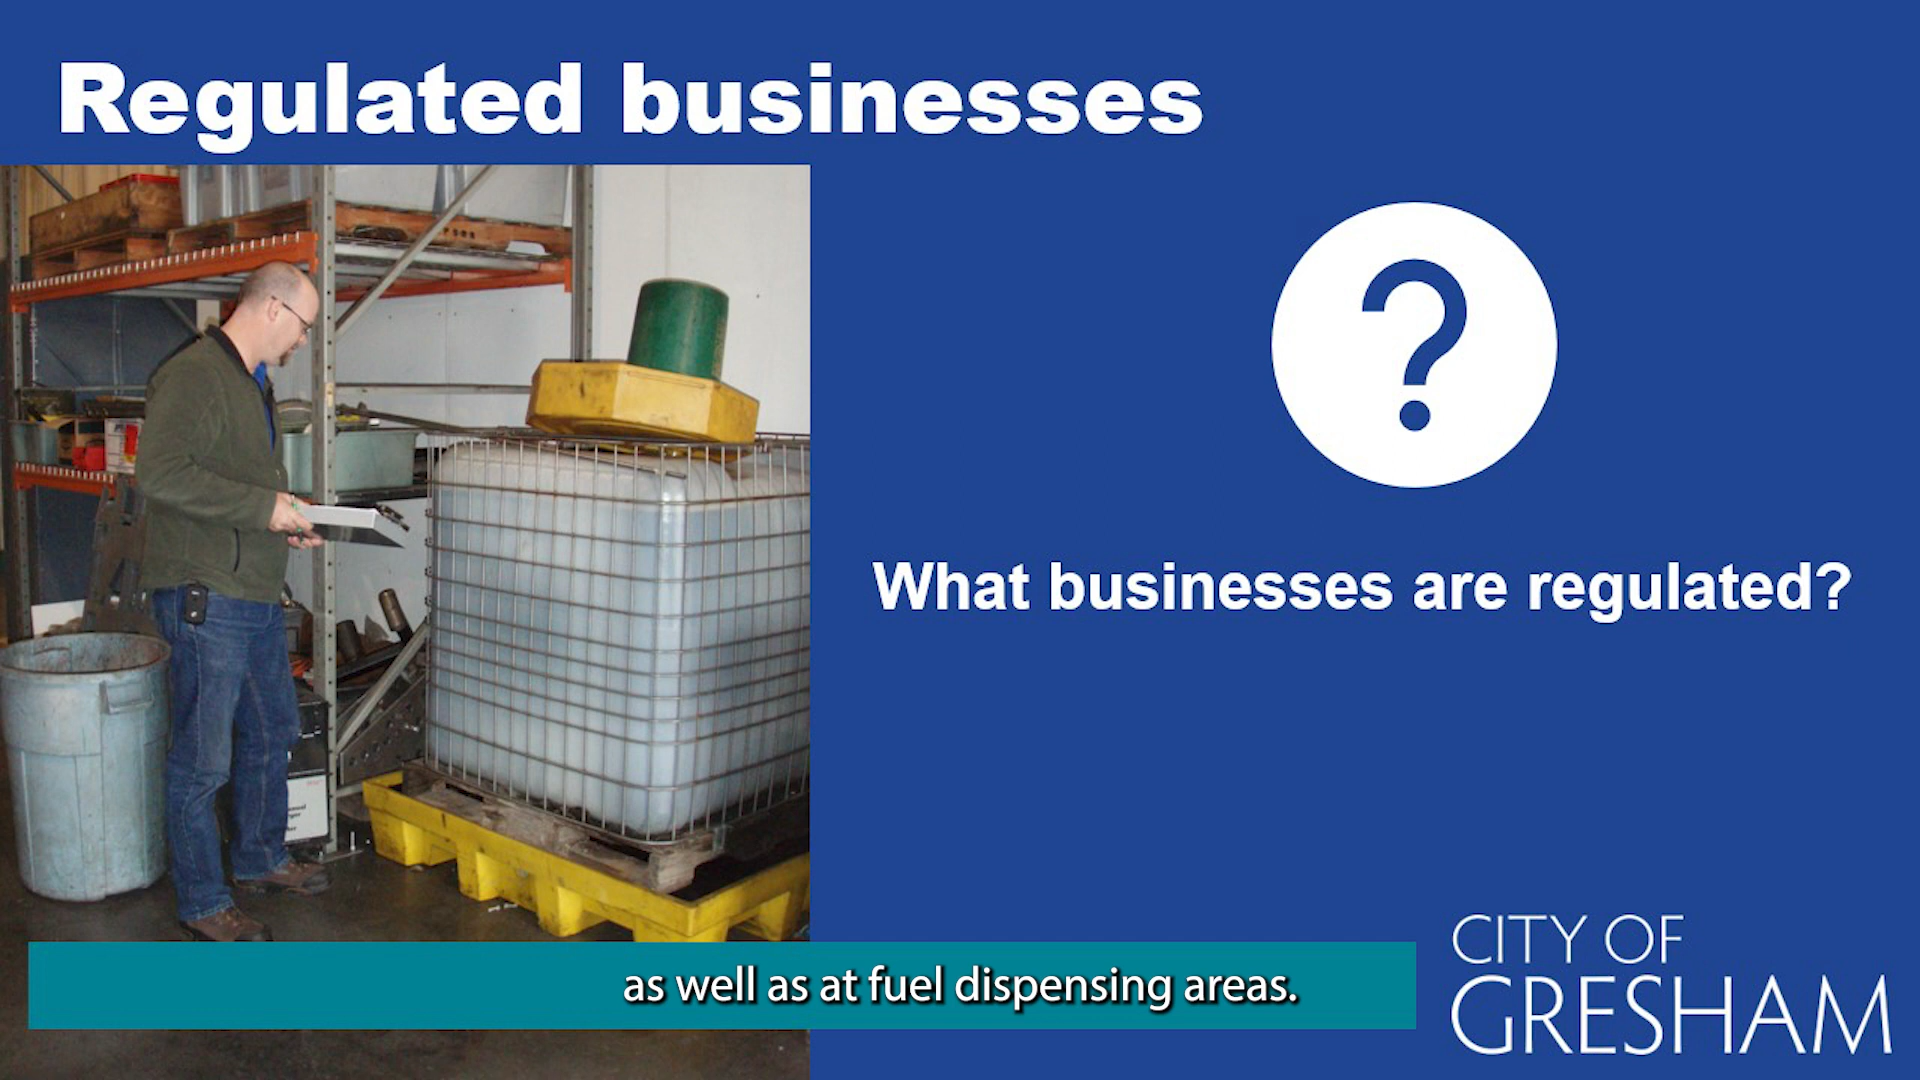 Regulated businesses
?
What businesses are regulated?
as well as at fuel dispensing areas.
CITY OF
GRESHAM